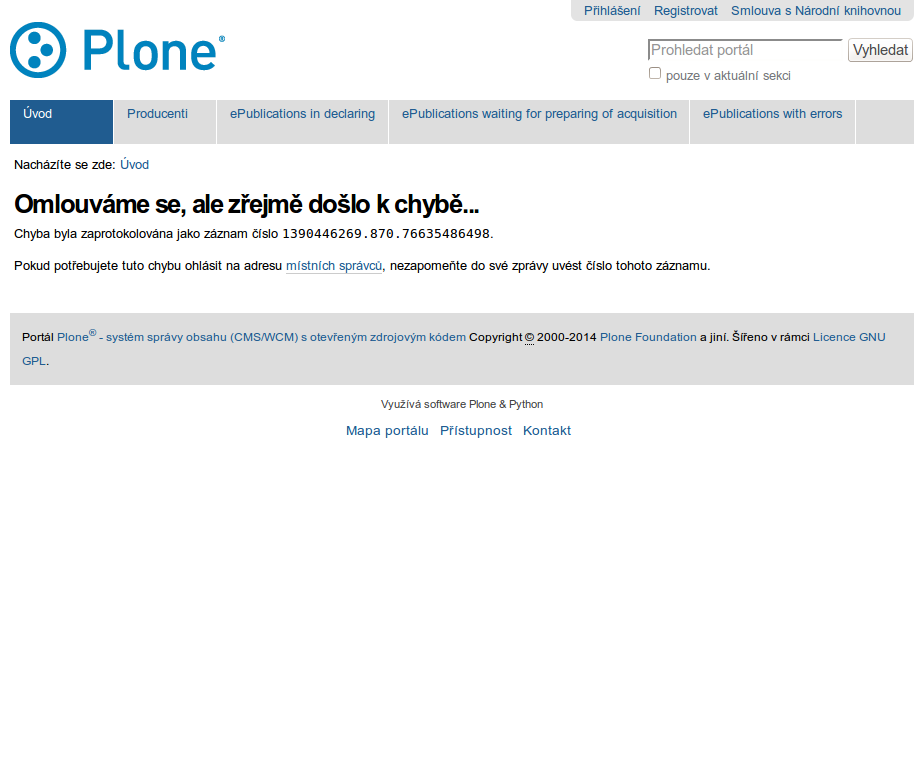 Přihlášení Registrovat Smlouva s Národní knihovnou
Plone®
Prohledat portál Vyhledat
pouze v aktuální sekci
Úvod Producenti ePublications in declaring ePublications waiting for preparing of acquisition ePublications with errors
Nacházíte se zde: Úvod
Omlouváme se, ale zřejmě došlo k chybě...
Chyba byla zaprotokolována jako záznam číslo 1390446269.870.76635486498.
Pokud potřebujete tuto chybu ohlásit na adresu místních správců, nezapomeňte do své zprávy uvést číslo tohoto záznamu.
Portál Plone® - systém správy obsahu (CMS/WCM) s otevřeným zdrojovým kódem Copyright © 2000-2014 Plone Foundation a jiní. Šířeno v rámci Licence GNU
GPL.
Využívá software Plone & Python
Mapa portálu Přístupnost Kontakt